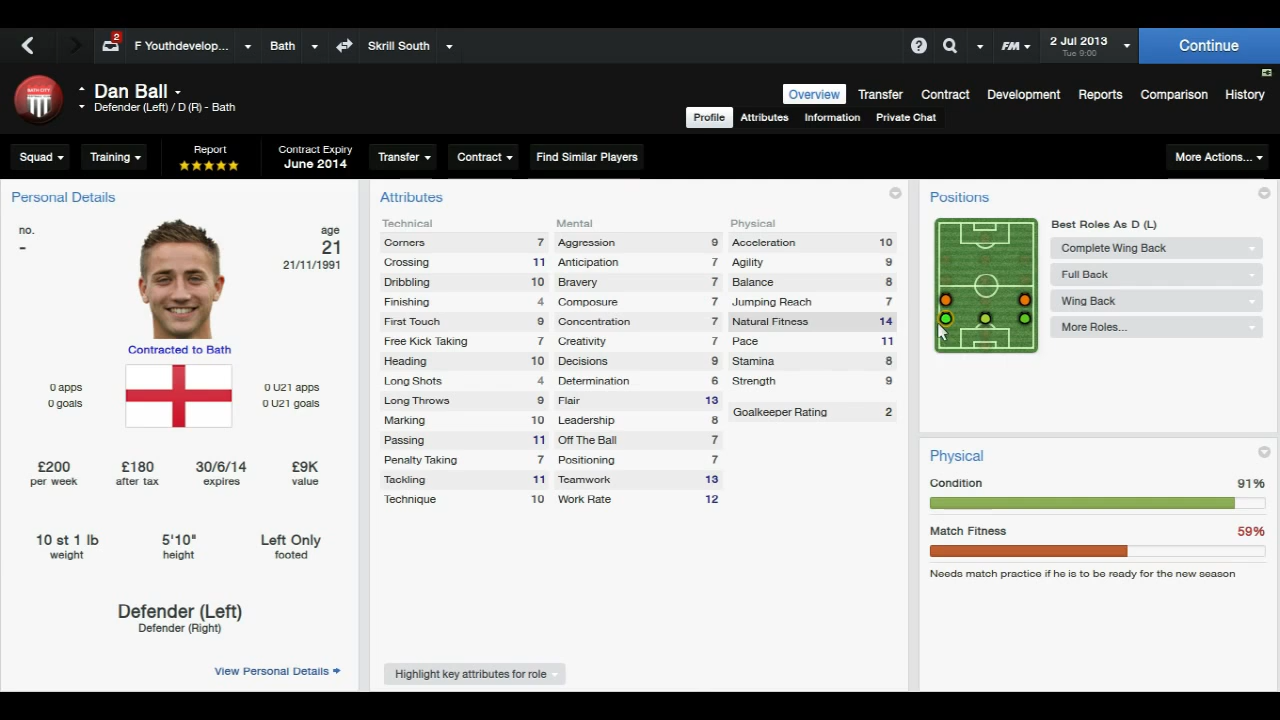 2
F Youthdevelop...
Bath
Skrill South
FM
2 Jul 2013
Tue 9:00
Continue
BATH CITY
Dan Ball
Defender (Left) / D (R) - Bath
Overview Transfer Contract Development Reports Comparison History
Profile Attributes Information Private Chat
Squad
Training
Report
Contract Expiry
June 2014
Transfer
Contract
Find Similar Players
More Actions...
Personal Details
no.
-
age
21
21/11/1991
Contracted to Bath
0 apps
0 goals
0 U21 apps
0 U21 goals
£200
per week
£180
after tax
30/6/14
expires
£9K
value
10 st 1 lb
weight
5'10"
height
Left Only
footed
Defender (Left)
Defender (Right)
View Personal Details
Attributes
Technical
Corners 7
Crossing 11
Dribbling 10
Finishing 4
First Touch 9
Free Kick Taking 7
Heading 10
Long Shots 4
Long Throws 9
Marking 10
Passing 11
Penalty Taking 7
Tackling 11
Technique 10
Mental
Aggression 9
Anticipation 7
Bravery 7
Composure 7
Concentration 7
Creativity 7
Decisions 9
Determination 6
Flair 13
Leadership 8
Off The Ball 7
Positioning 7
Teamwork 13
Work Rate 12
Physical
Acceleration 10
Agility 9
Balance 8
Jumping Reach 7
Natural Fitness 14
Pace 11
Stamina 8
Strength 9
Goalkeeper Rating 2
Highlight key attributes for role
Positions
Best Roles As D (L)
Complete Wing Back
Full Back
Wing Back
More Roles...
Physical
Condition 91%
Match Fitness 59%
Needs match practice if he is to be ready for the new season